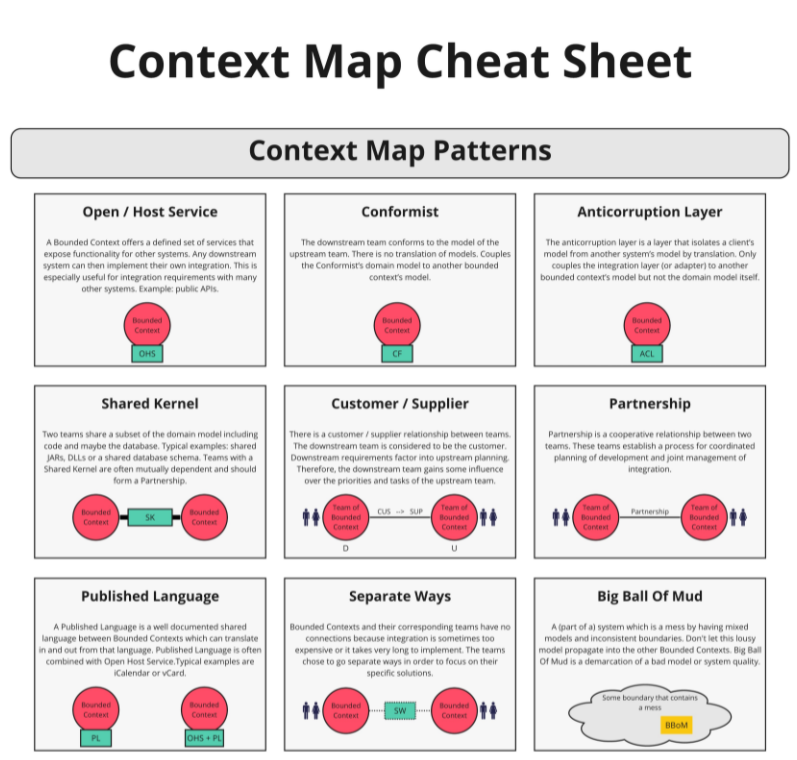 Context Map Cheat Sheet
Context Map Patterns
Open / Host Service
A Bounded Context offers a defined set of services that
expose functionality for other systems. Any downstream
system can then implement their own integration. This is
especially useful for integration requirements with many
other systems. Example: public APIs.
Bounded
Context
OHS
Conformist
The downstream team conforms to the model of the
upstream team. There is no translation of models. Couples
the Conformist's domain model to another bounded
context's model.
Bounded
Context
CF
Anticorruption Layer
The anticorruption layer is a layer that isolates a client's
model from another system's model by translation. Only
couples the integration layer (or adapter) to another
bounded context's model but not the domain model itself.
Bounded
Context
ACL
Shared Kernel
Two teams share a subset of the domain model including
code and maybe the database. Typical examples: shared
JARs, DLLs or a shared database schema. Teams with a
Shared Kernel are often mutually dependent and should
form a Partnership.
Bounded
Context
SK
Bounded
Context
Customer / Supplier
There is a customer / supplier relationship between teams.
The downstream team is considered to be the customer.
Downstream requirements factor into upstream planning.
Therefore, the downstream team gains some influence
over the priorities and tasks of the upstream team.
Team of
Bounded
Context
CUS --> SUP
Team of
Bounded
Context
D
U
Partnership
Partnership is a cooperative relationship between two
teams. These teams establish a process for coordinated
planning of development and joint management of
integration.
Team of
Bounded
Context
Partnership
Team of
Bounded
Context
Published Language
A Published Language is a well documented shared
language between Bounded Contexts which can translate
in and out from that language. Published Language is often
combined with Open Host Service.Typical examples are
iCalendar or vCard.
Bounded
Context
PL
Bounded
Context
OHS + PL
Separate Ways
Bounded Contexts and their corresponding teams have no
connections because integration is sometimes too
expensive or it takes very long to implement. The teams
chose to go separate ways in order to focus on their
specific solutions.
Bounded
Context
SW
Bounded
Context
Big Ball Of Mud
A (part of a) system which is a mess by having mixed
models and inconsistent boundaries. Don't let this lousy
model propagate into the other Bounded Contexts. Big Ball
Of Mud is a demarcation of a bad model or system quality.
Some boundary that contains
a mess
BBoM